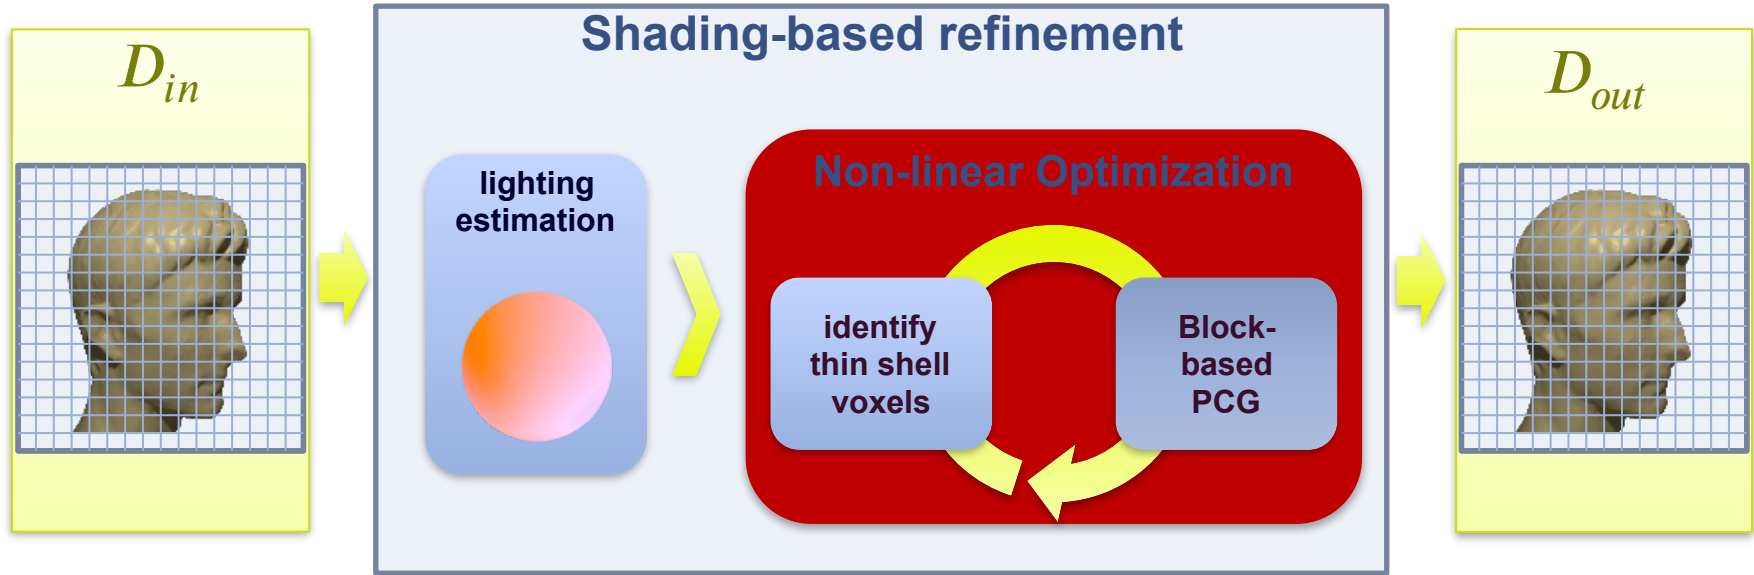 Shading-based refinement
D_in
lighting
estimation
Non-linear Optimization
identify
thin shell
voxels
Block-
based
PCG
D_out